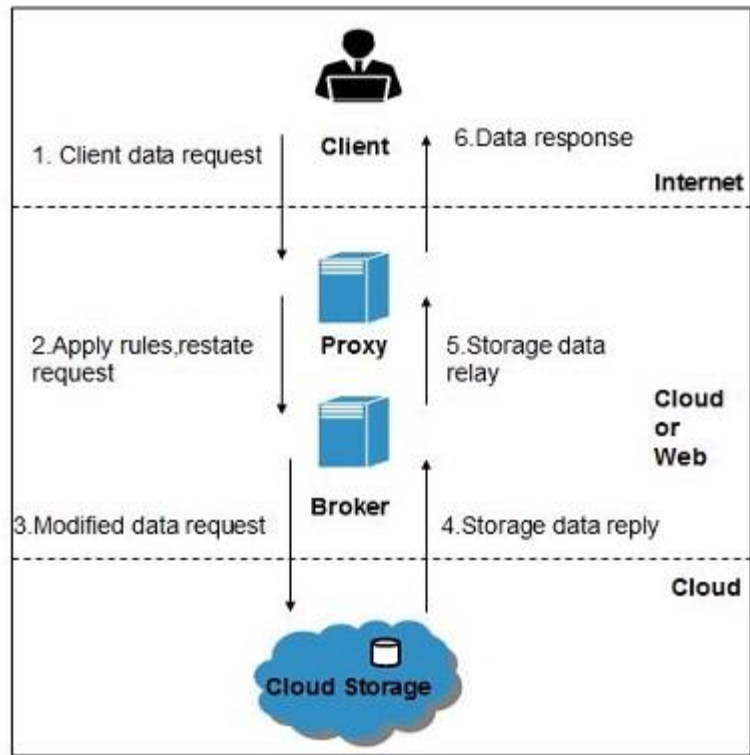 Client
1. Client data request
6.Data response
Internet
Proxy
2.Apply rules,restate
request
5.Storage data
relay
Cloud
or
Web
Broker
3.Modified data request
4.Storage data reply
Cloud
Cloud Storage